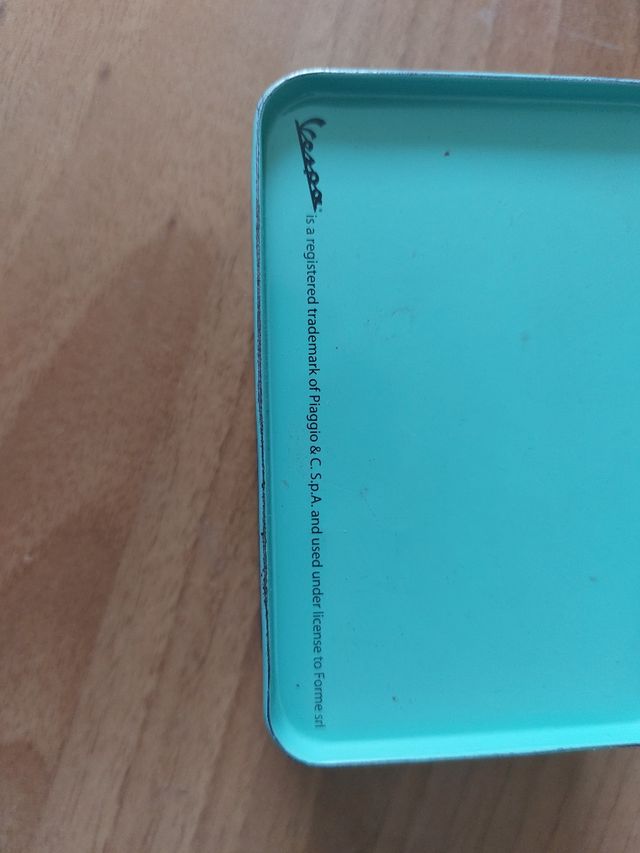 Vespa is a registered trademark of Piaggio & C. S.p.A. and used under license to Forme srl